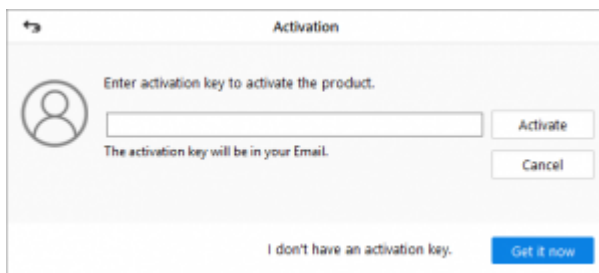 Activation
Enter activation key to activate the product.
Activate
The activation key will be in your Email.
Cancel
I don't have an activation key.
Get it now